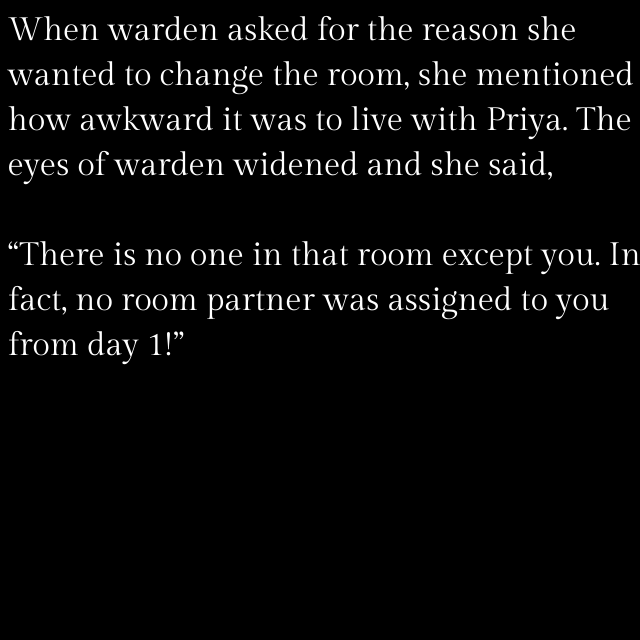 When warden asked for the reason she
wanted to change the room, she mentioned
how awkward it was to live with Priya. The
eyes of warden widened and she said,
“There is no one in that room except you. In
fact, no room partner was assigned to you
from day 1!”